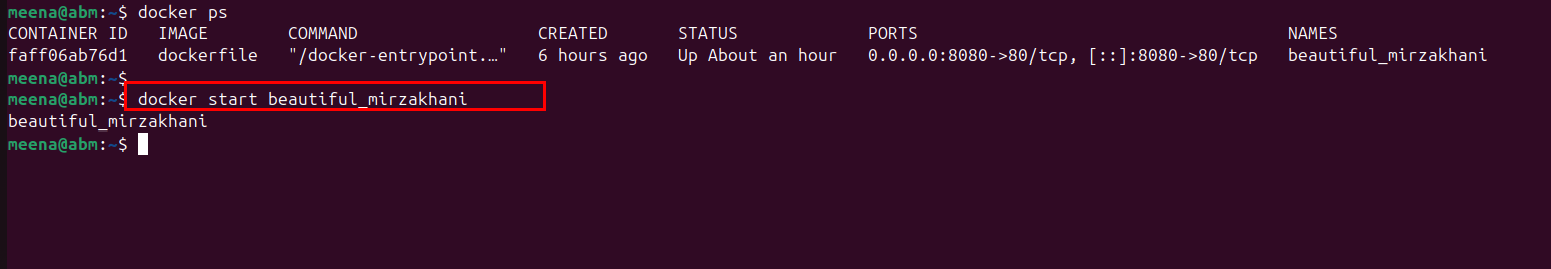 meena@abm:~$ docker ps
CONTAINER ID   IMAGE        COMMAND                  CREATED       STATUS             PORTS                                     NAMES
faff06ab76d1   dockerfile   "/docker-entrypoint.…"   6 hours ago   Up About an hour   0.0.0.0:8080->80/tcp, [::]:8080->80/tcp   beautiful_mirzakhani
meena@abm:~$
meena@abm:~$ docker start beautiful_mirzakhani
beautiful_mirzakhani
meena@abm:~$